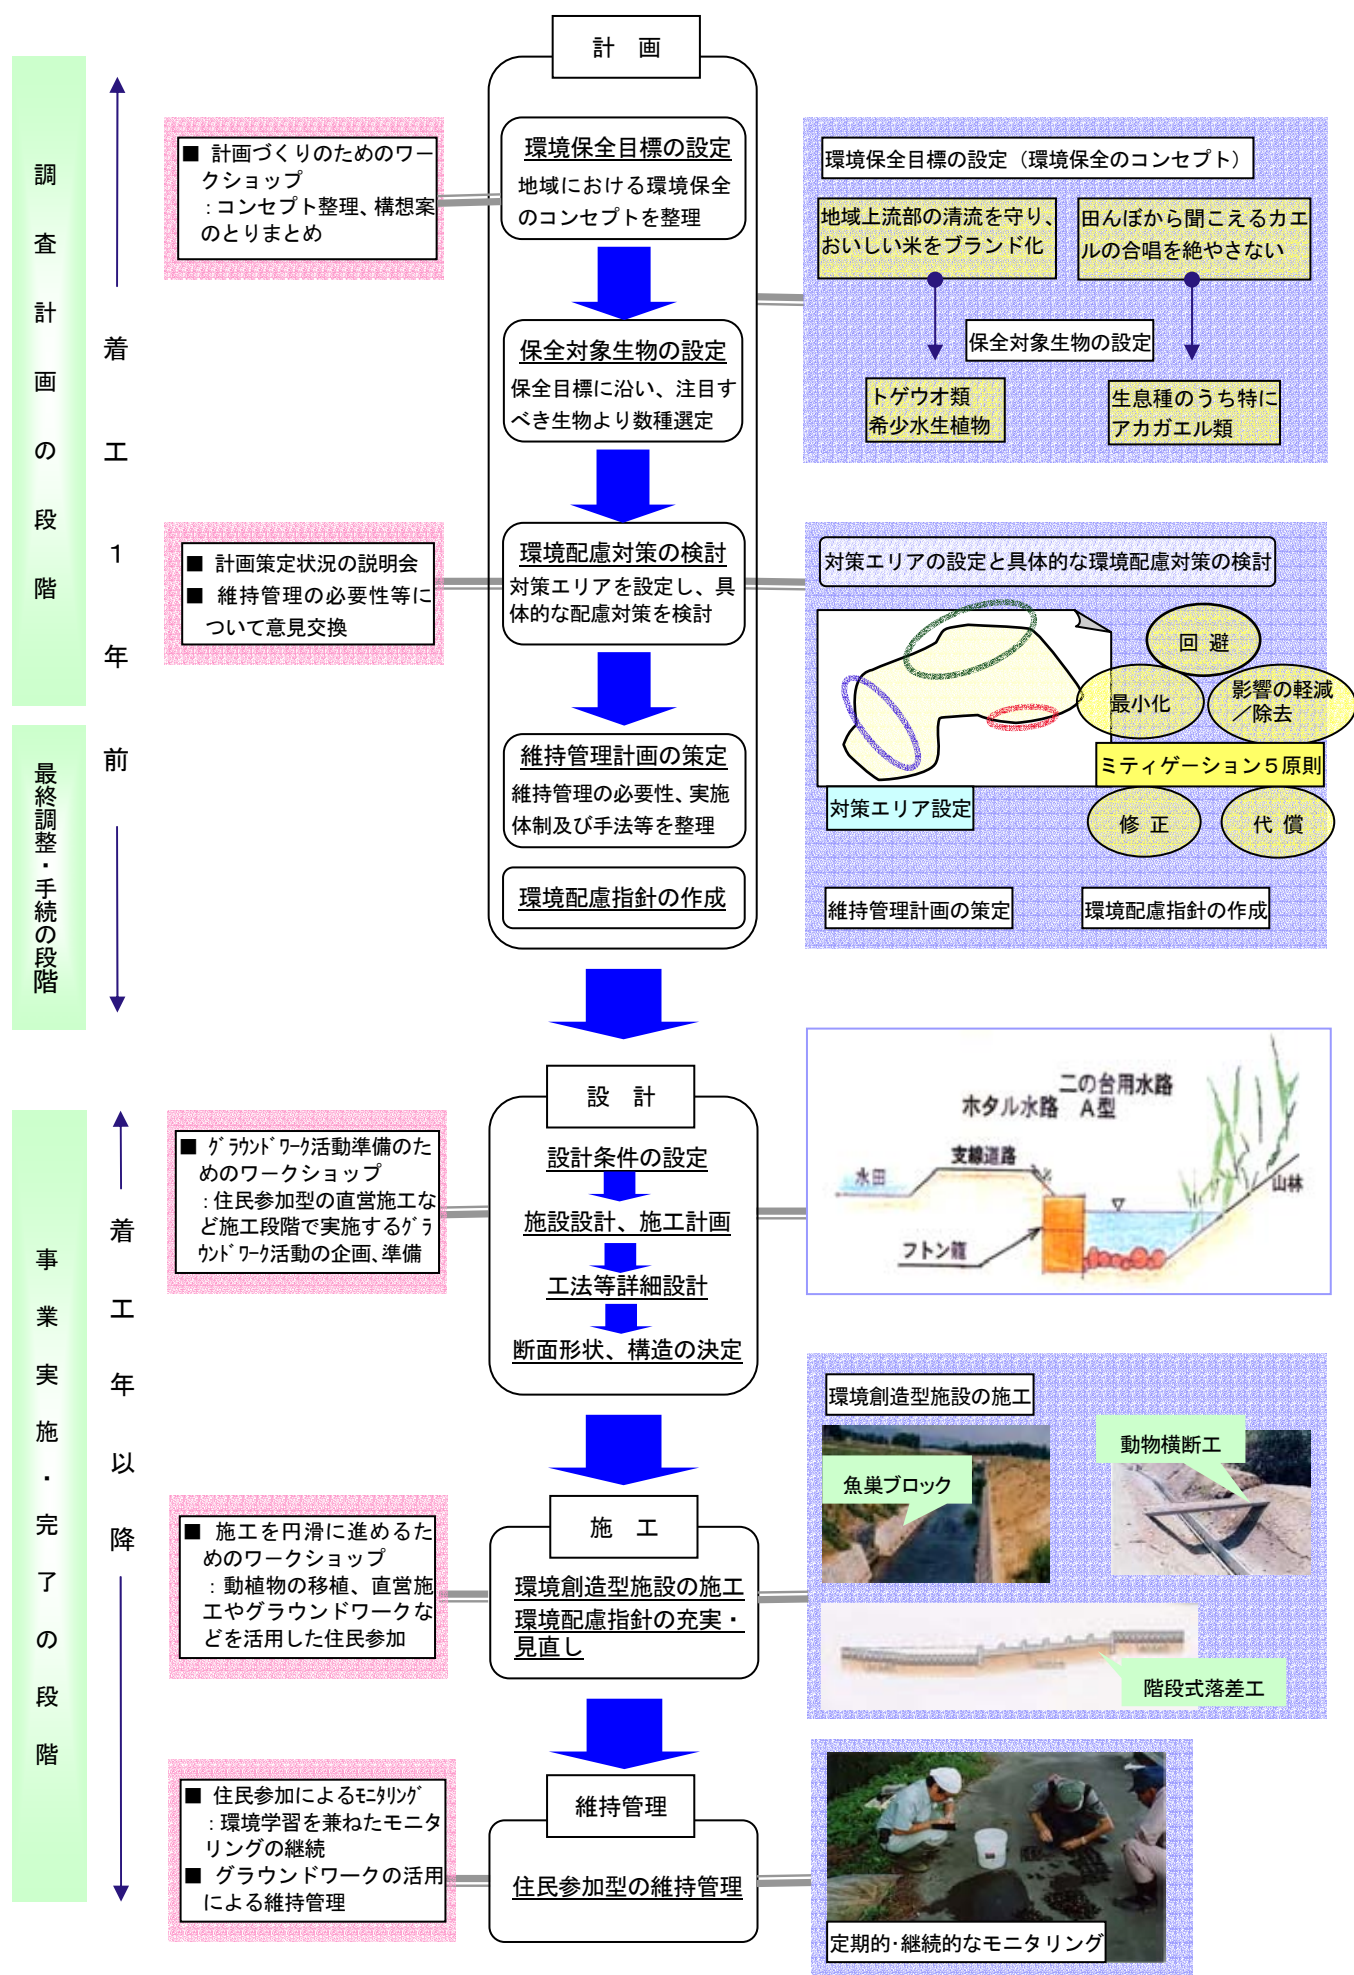 計 画
調査計画の段階
着工1年前
最終調整・手続の段階
■ 計画づくりのためのワー
クショップ
:コンセプト整理、構想案
のとりまとめ
環境保全目標の設定
地域における環境保全
のコンセプトを整理
環境保全目標の設定(環境保全のコンセプト)
地域上流部の清流を守り、
おいしい米をブランド化
田んぼから聞こえるカエ
ルの合唱を絶やさない
保全対象生物の設定
保全目標に沿い、注目す
べき生物より数種選定
保全対象生物の設定
トゲウオ類
希少水生植物
生息種のうち特に
アカガエル類
■ 計画策定状況の説明会
■ 維持管理の必要性等に
ついて意見交換
環境配慮対策の検討
対策エリアを設定し、具
体的な配慮対策を検討
対策エリアの設定と具体的な環境配慮対策の検討
回 避
最小化
影響の軽減
/除去
ミティゲーション5原則
対策エリア設定
修 正
代 償
維持管理計画の策定
維持管理の必要性、実施
体制及び手法等を整理
環境配慮指針の作成
維持管理計画の策定
環境配慮指針の作成
事業実施・完了の段階
着工年以降
設 計
■ グラウンドワーク活動準備のた
めのワークショップ
:住民参加型の直営施工な
ど施工段階で実施するグラ
ウンドワーク活動の企画、準備
設計条件の設定
施設設計、施工計画
工法等詳細設計
断面形状、構造の決定
二の台用水路
ホタル水路 A型
支線道路
水田
山林
フトン籠
施 工
■ 施工を円滑に進めるた
めのワークショップ
:動植物の移植、直営施
工やグラウンドワークな
どを活用した住民参加
環境創造型施設の施工
環境配慮指針の充実・
見直し
環境創造型施設の施工
魚巣ブロック
動物横断工
階段式落差工
維持管理
■ 住民参加によるモニタリング
:環境学習を兼ねたモニタ
リングの継続
■ グラウンドワークの活用
による維持管理
住民参加型の維持管理
定期的・継続的なモニタリング